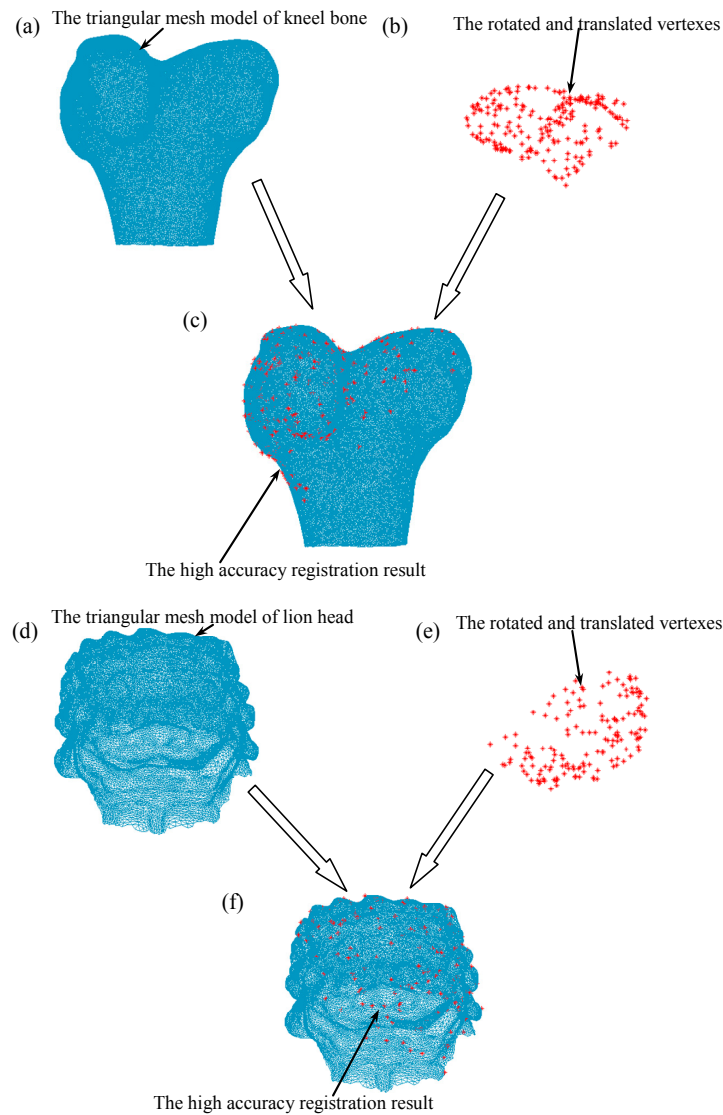 (a)
The triangular mesh model of kneel bone
(b)
The rotated and translated vertexes
(c)
The high accuracy registration result
(d)
The triangular mesh model of lion head
(e)
The rotated and translated vertexes
(f)
The high accuracy registration result